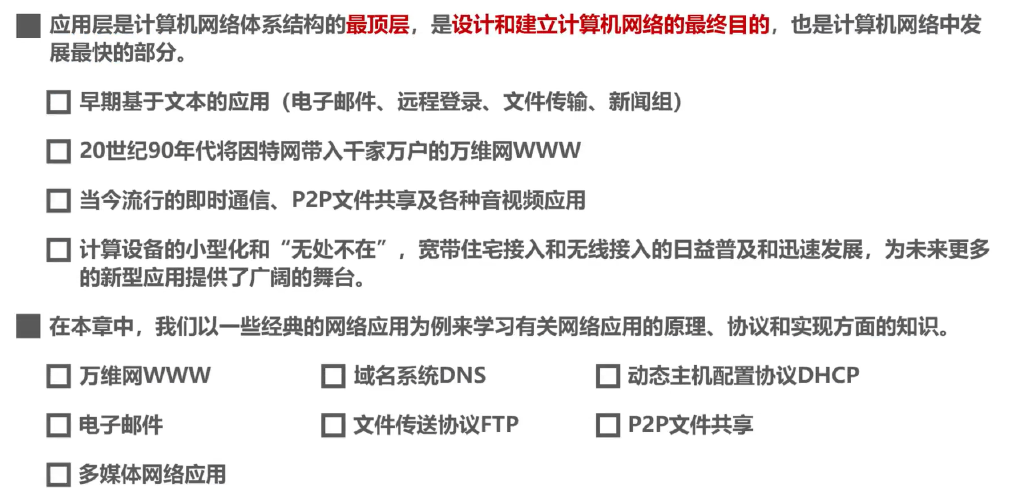 应用层是计算机网络体系结构的最顶层，是设计和建立计算机网络的最终目的，也是计算机网络中发
展最快的部分。
早期基于文本的应用（电子邮件、远程登录、文件传输、新闻组）
20世纪90年代将因特网带入千家万户的万维网WWW
当今流行的即时通信、P2P文件共享及各种音视频应用
计算设备的小型化和“无处不在”，宽带住宅接入和无线接入的日益普及和迅速发展，为未来更多
的新型应用提供了广阔的舞台。
在本章中，我们以一些经典的网络应用为例来学习有关网络应用的原理、协议和实现方面的知识。
万维网WWW 域名系统DNS 动态主机配置协议DHCP
电子邮件 文件传送协议FTP P2P文件共享
多媒体网络应用